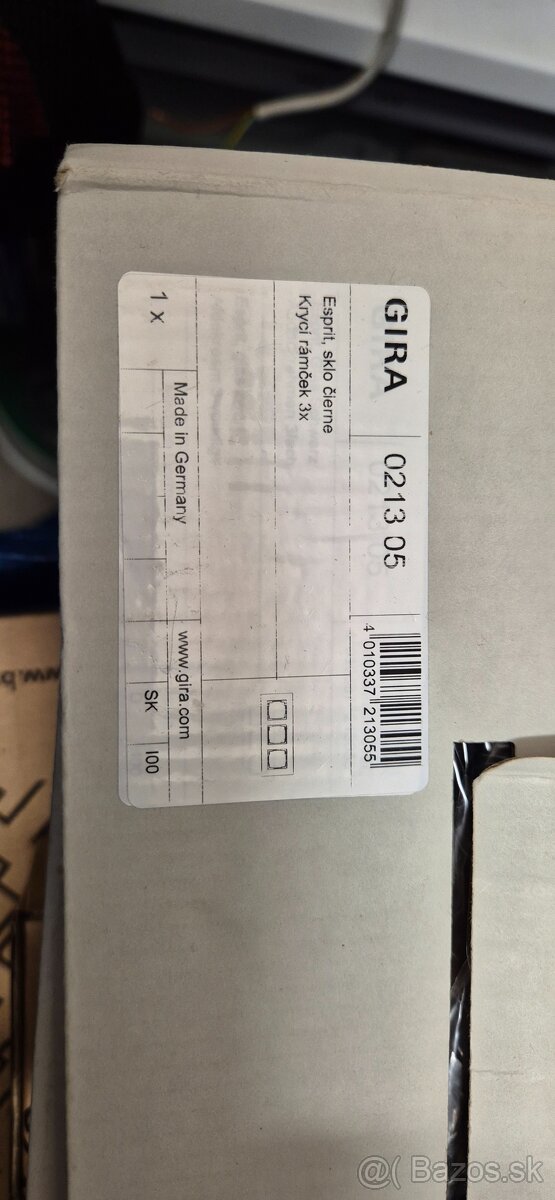 GIRA
0213 05
4 010337 213055
Krycí rámček 3x
Esprit, sklo čierne
1 x
Made in Germany
www.gira.com
SK
I00
@( Bazos.sk